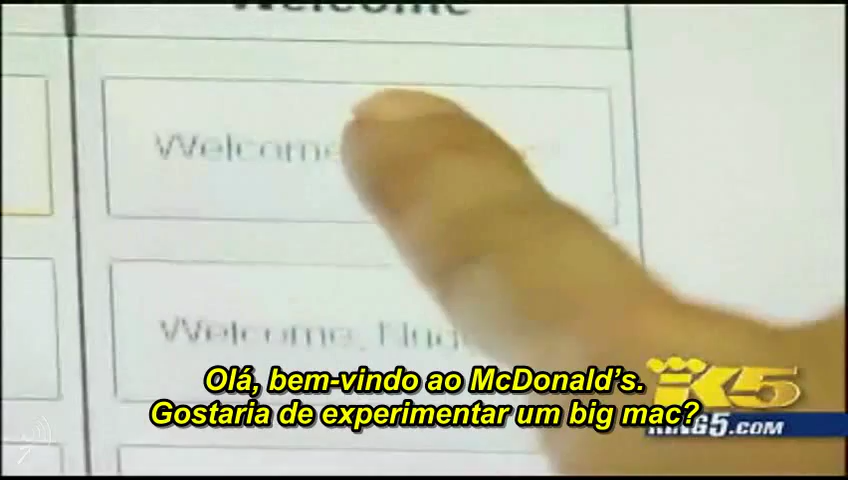 Welcome
Welcome
Welcome,
Olá, bem-vindo ao McDonald's.
Gostaria de experimentar um big mac?
K5
KING5.COM